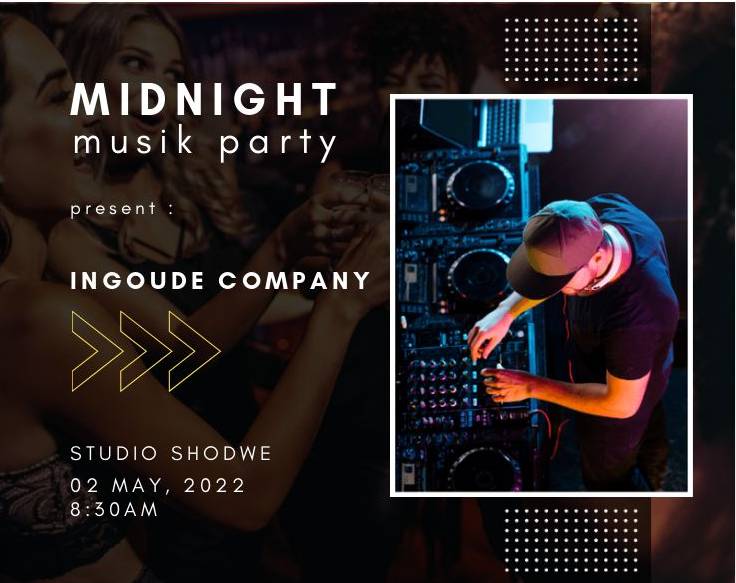 MIDNIGHT
musik party
present :
INGOUDE COMPANY
STUDIO SHODWE
02 MAY, 2022
8:30AM